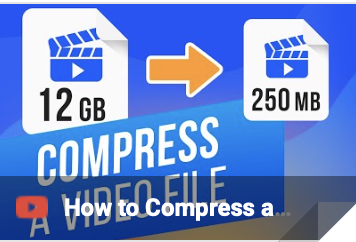 12 GB
250 MB
COMPRESS
A VIDEO FILE
How to Compress a...